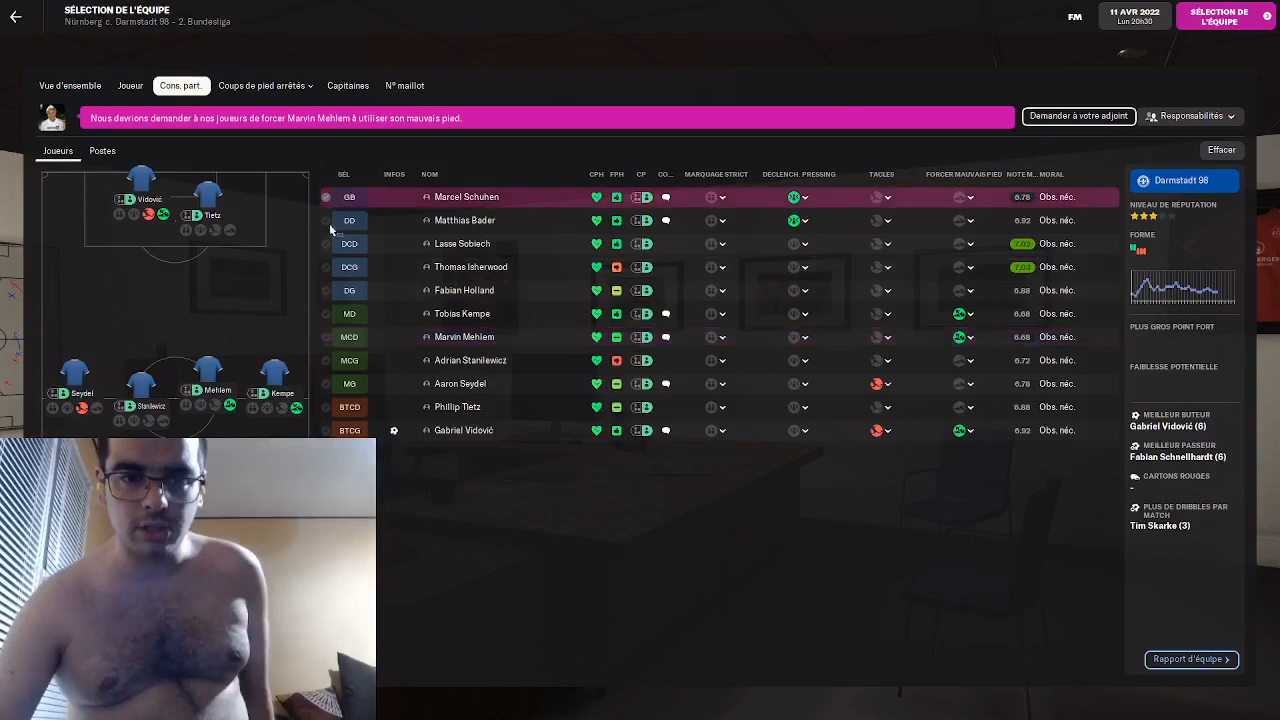 SÉLECTION DE L'ÉQUIPE
Nürnberg c. Darmstadt 98 - 2. Bundesliga
FM
11 AVR 2022
Lun 20h30
SÉLECTION DE
L'ÉQUIPE
Vue d'ensemble Joueur Cons. part. Coups de pied arrêtés Capitaines N° maillot
Nous devrions demander à nos joueurs de forcer Marvin Mehlem à utiliser son mauvais pied.
Demander à votre adjoint
Responsabilités
Joueurs Postes
Effacer
SÉL INFOS NOM CPH FPH CP CO... MARQUAGE STRICT DÉCLENCH. PRESSING TACLES FORCER MAUVAIS PIED NOTE M... MORAL
GB Marcel Schuhen 6.78 Obs. néc.
DD Matthias Bader 6.92 Obs. néc.
DCD Lasse Sobiech 7.02 Obs. néc.
DCG Thomas Isherwood 7.03 Obs. néc.
DG Fabian Holland 6.88 Obs. néc.
MD Tobias Kempe 6.68 Obs. néc.
MCD Marvin Mehlem 6.68 Obs. néc.
MCG Adrian Stanilewicz 6.72 Obs. néc.
MG Aaron Seydel 6.78 Obs. néc.
BTCD Phillip Tietz 6.88 Obs. néc.
BTCG Gabriel Vidović 6.92 Obs. néc.
Vidović
Tietz
Seydel
Stanilewicz
Mehlem
Kempe
Darmstadt 98
NIVEAU DE RÉPUTATION
FORME
PLUS GROS POINT FORT
FAIBLESSE POTENTIELLE
MEILLEUR BUTEUR
Gabriel Vidović (6)
MEILLEUR PASSEUR
Fabian Schnellhardt (6)
CARTONS ROUGES
-
PLUS DE DRIBBLES PAR
MATCH
Tim Skarke (3)
Rapport d'équipe